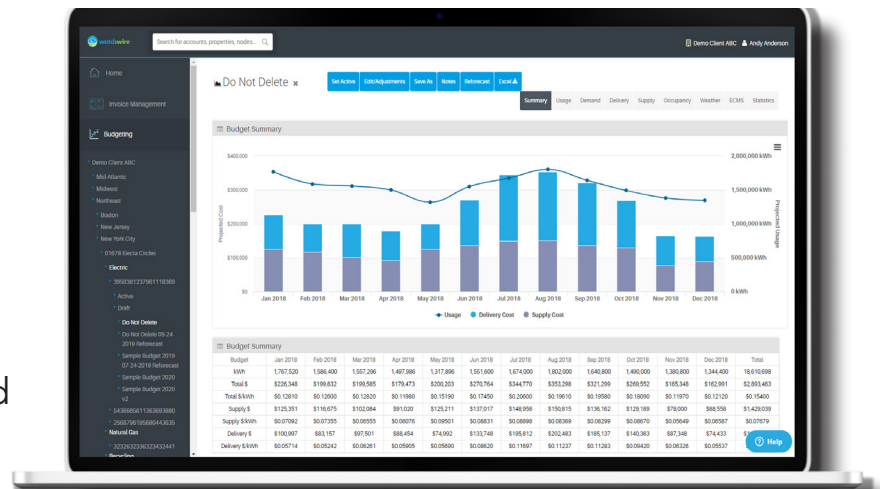 worldswire
Search for accounts, properties, nodes...
Demo Client ABC
Andy Anderson
Home
Invoice Management
Budgeting
Demo Client ABC
Mid Atlantic
Midwest
Northeast
Boston
New Jersey
New York City
01678 Electa Circles
Electric
3950361237961118369
Active
Draft
Do Not Delete
Do Not Delete 05-24-
2019 Reforecast
Sample Budget 2019
07-24-2019 Reforecast
Sample Budget 2020
Sample Budget 2020
v2
5436685611363693880
2568796195680443635
Natural Gas
3232632336323432441
Recycling
d
Do Not Delete
Set Active Edit/Adjustments Save As Notes Reforecast Excel
Summary Usage Demand Delivery Supply Occupancy Weather ECMS Statistics
Budget Summary
$400,000 2,000,000 kWh
$300,000 1,500,000 kWh
$200,000 1,000,000 kWh
$100,000 500,000 kWh
$0 0 kWh
Projected Cost
Projected Usage
Jan 2018 Feb 2018 Mar 2018 Apr 2018 May 2018 Jun 2018 Jul 2018 Aug 2018 Sep 2018 Oct 2018 Nov 2018 Dec 2018
Usage Delivery Cost Supply Cost
Budget Summary
Budget Jan 2018 Feb 2018 Mar 2018 Apr 2018 May 2018 Jun 2018 Jul 2018 Aug 2018 Sep 2018 Oct 2018 Nov 2018 Dec 2018 Total
kWh 1,767,520 1,586,400 1,557,296 1,497,986 1,317,896 1,551,600 1,674,000 1,802,000 1,640,800 1,490,000 1,380,800 1,344,400 18,610,698
Total $ $226,348 $199,832 $199,585 $179,473 $200,203 $270,764 $344,770 $353,298 $321,299 $269,552 $165,348 $162,991 $2,893,463
Total $/kWh $0.12810 $0.12600 $0.12820 $0.11980 $0.15190 $0.17450 $0.20600 $0.19610 $0.19580 $0.18090 $0.11970 $0.12120 $0.15400
Supply $ $125,351 $116,675 $102,084 $91,020 $125,211 $137,017 $148,958 $150,815 $136,162 $129,189 $78,000 $88,558 $1,429,039
Supply $/kWh $0.07092 $0.07355 $0.06555 $0.06076 $0.09501 $0.08831 $0.08898 $0.08369 $0.08299 $0.08670 $0.05649 $0.06587 $0.07679
Delivery $ $100,997 $83,157 $97,501 $88,454 $74,992 $133,748 $195,812 $202,483 $185,137 $140,363 $87,348 $74,433
Delivery $/kWh $0.05714 $0.05242 $0.06261 $0.05905 $0.05690 $0.08620 $0.11697 $0.11237 $0.11283 $0.09420 $0.06326 $0.05537
Help